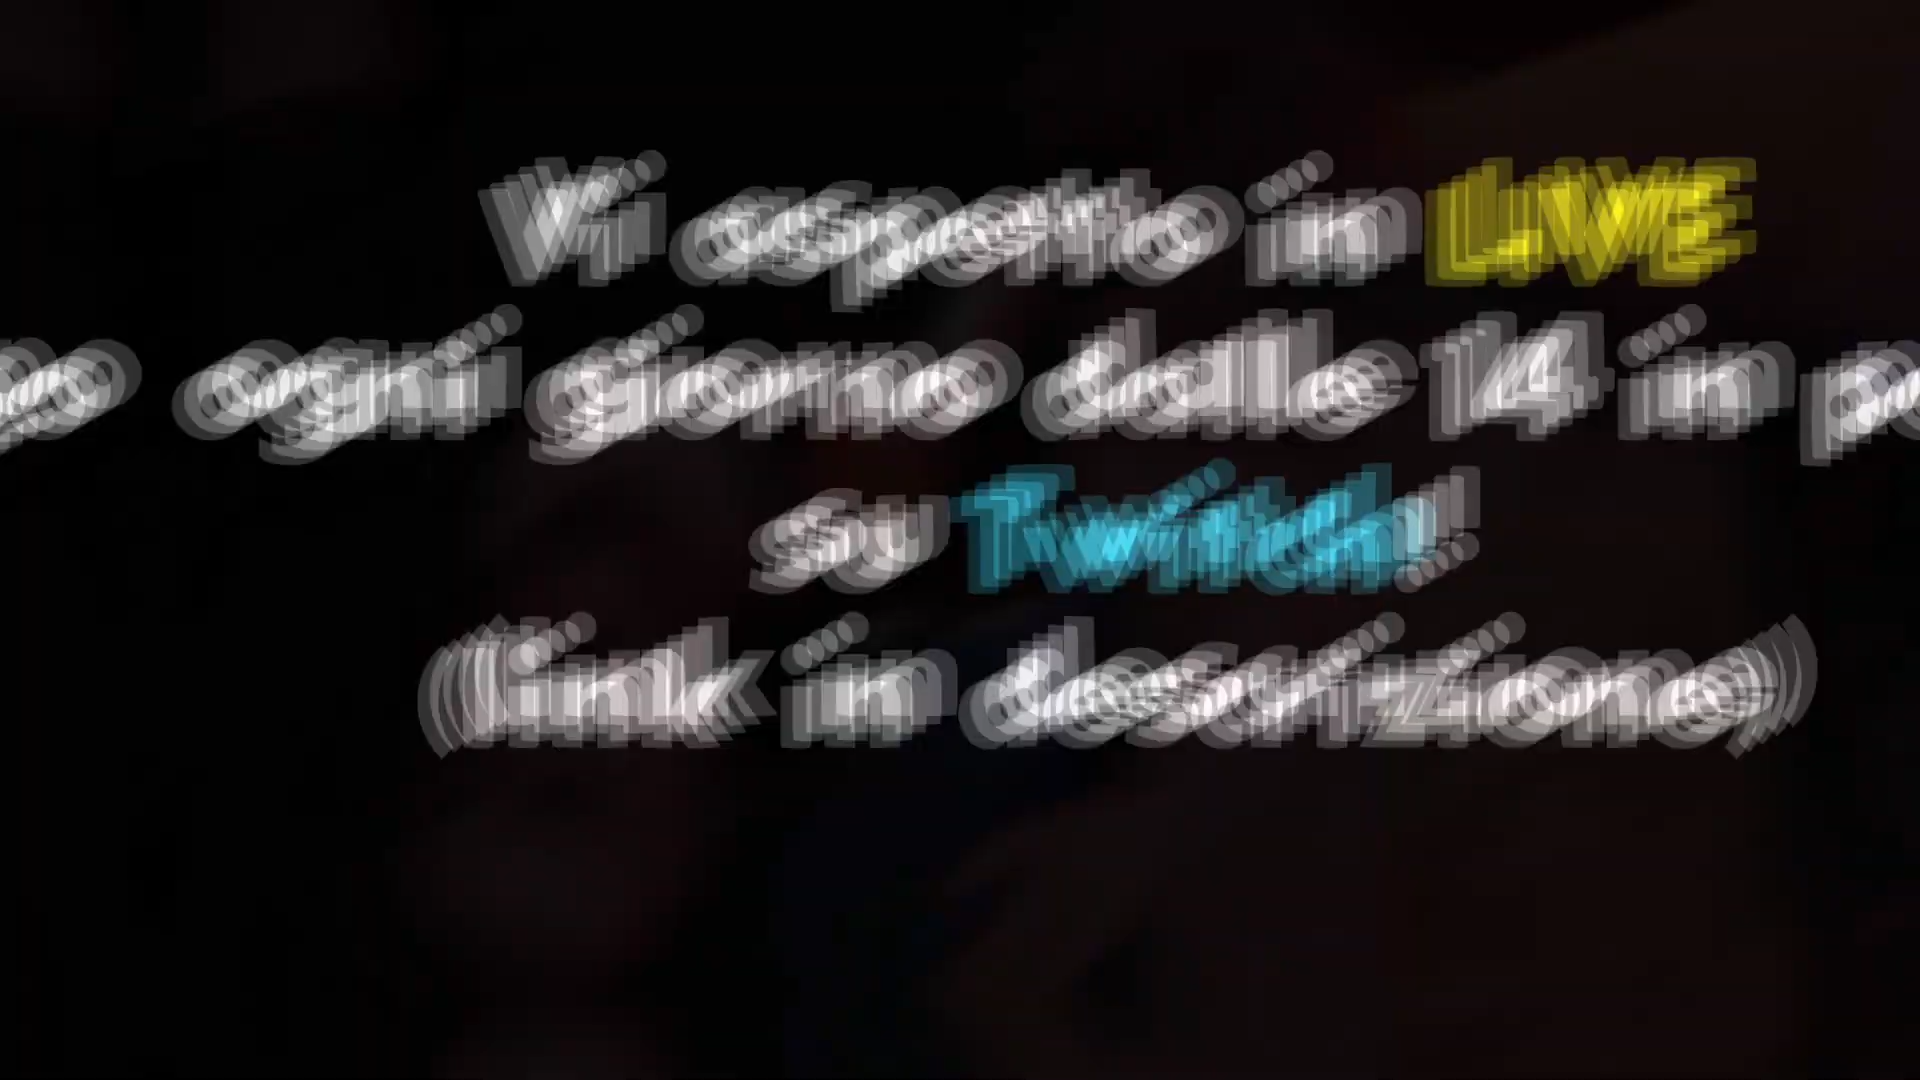 Vi aspetto in LIVE
ogni giorno dalle 14 in
su Twitch!
(link in descrizione)